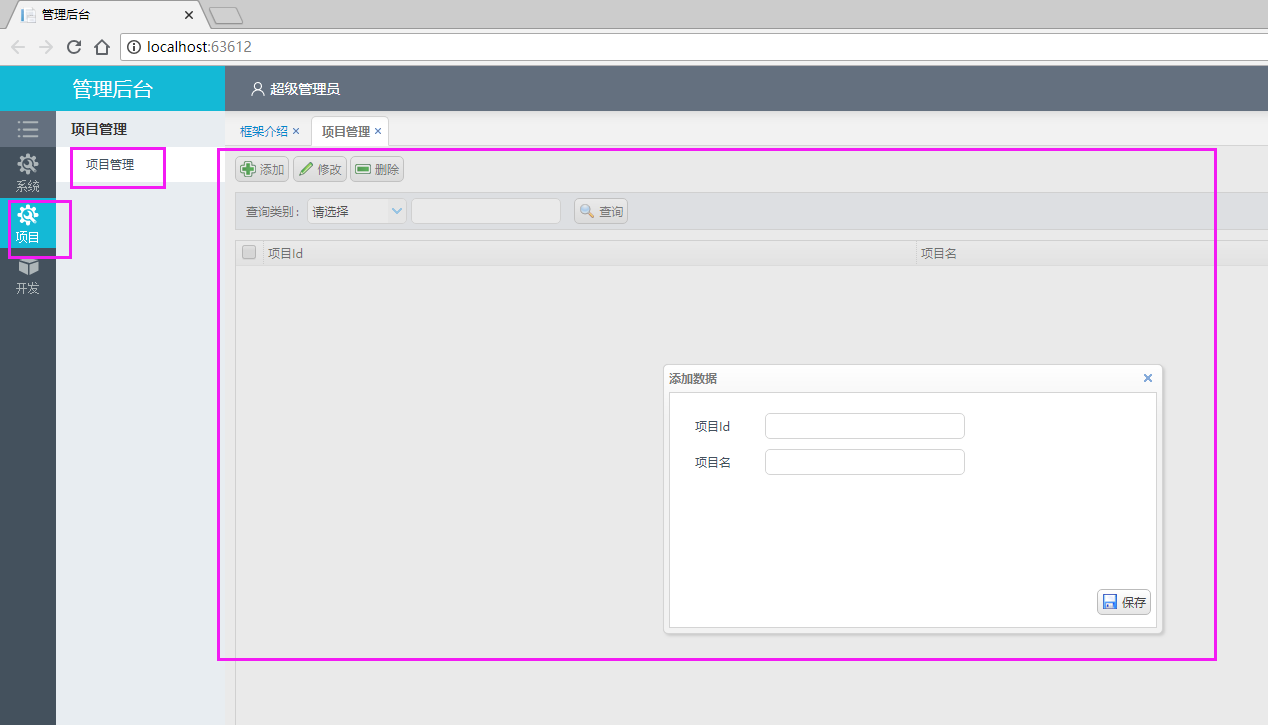 管理后台
localhost:63612
管理后台 超级管理员
项目管理 框架介绍 项目管理
项目管理
添加 修改 删除
系统
查询类别: 请选择 查询
项目
项目Id 项目名
开发
添加数据
项目Id
项目名
保存